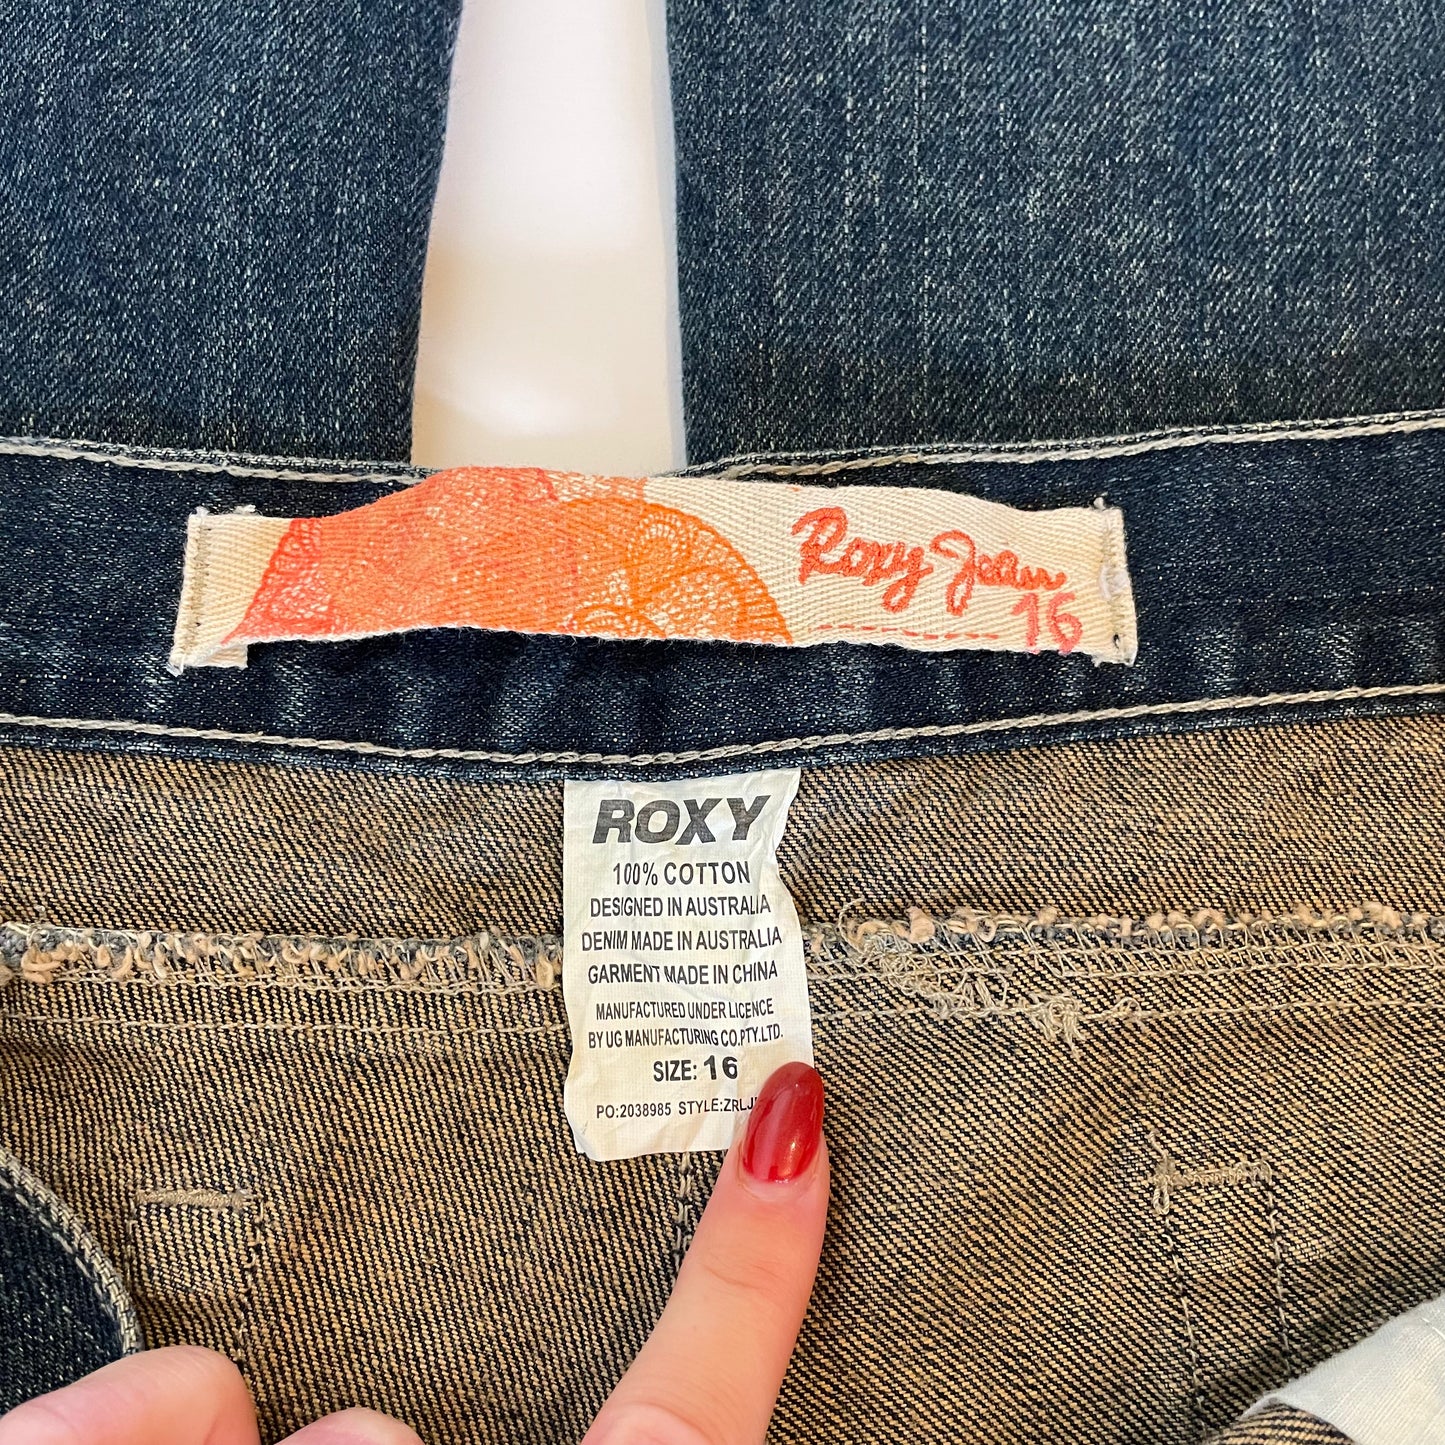 Roxy Jean
16
ROXY
100% COTTON
DESIGNED IN AUSTRALIA
DENIM MADE IN AUSTRALIA
GARMENT MADE IN CHINA
MANUFACTURED UNDER LICENCE
BY UG MANUFACTURING CO.PTY.LTD.
SIZE: 16
PO:2038985 STYLE: